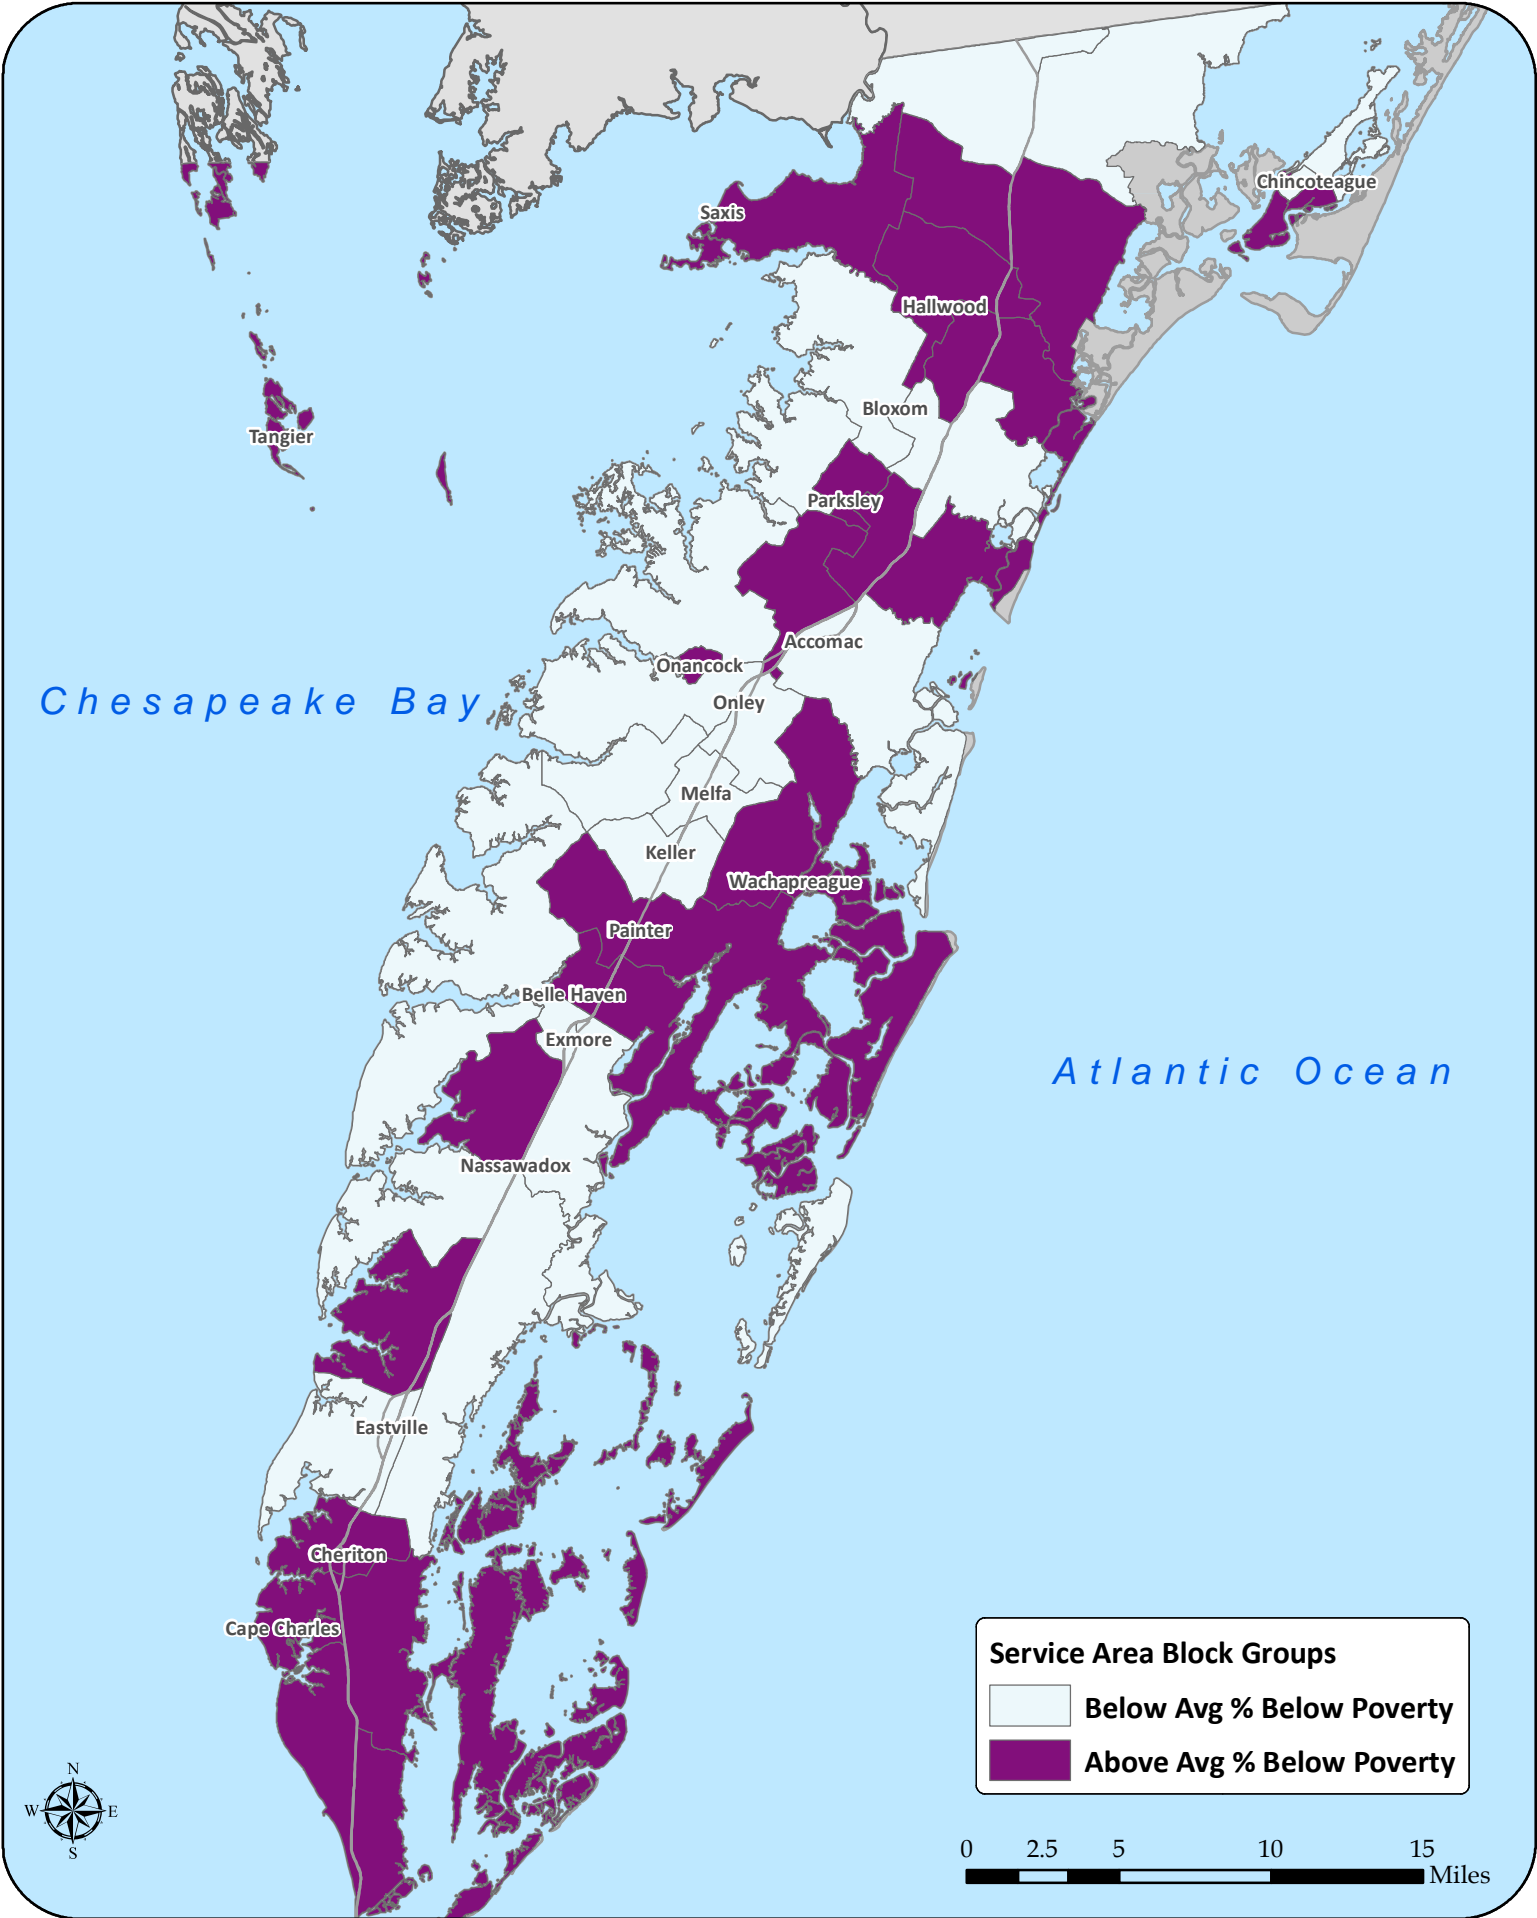 Chincoteague
Saxis
Hallwood
Bloxom
Tangier
Parksley
Accomac
Onancock
Chesapeake Bay
Onley
Melfa
Keller
Wachapreague
Painter
Belle Haven
Exmore
Atlantic Ocean
Nassawadox
Eastville
Cheriton
Cape Charles
Service Area Block Groups
Below Avg % Below Poverty
Above Avg % Below Poverty
N
W E
S
0 2.5 5 10 15
Miles